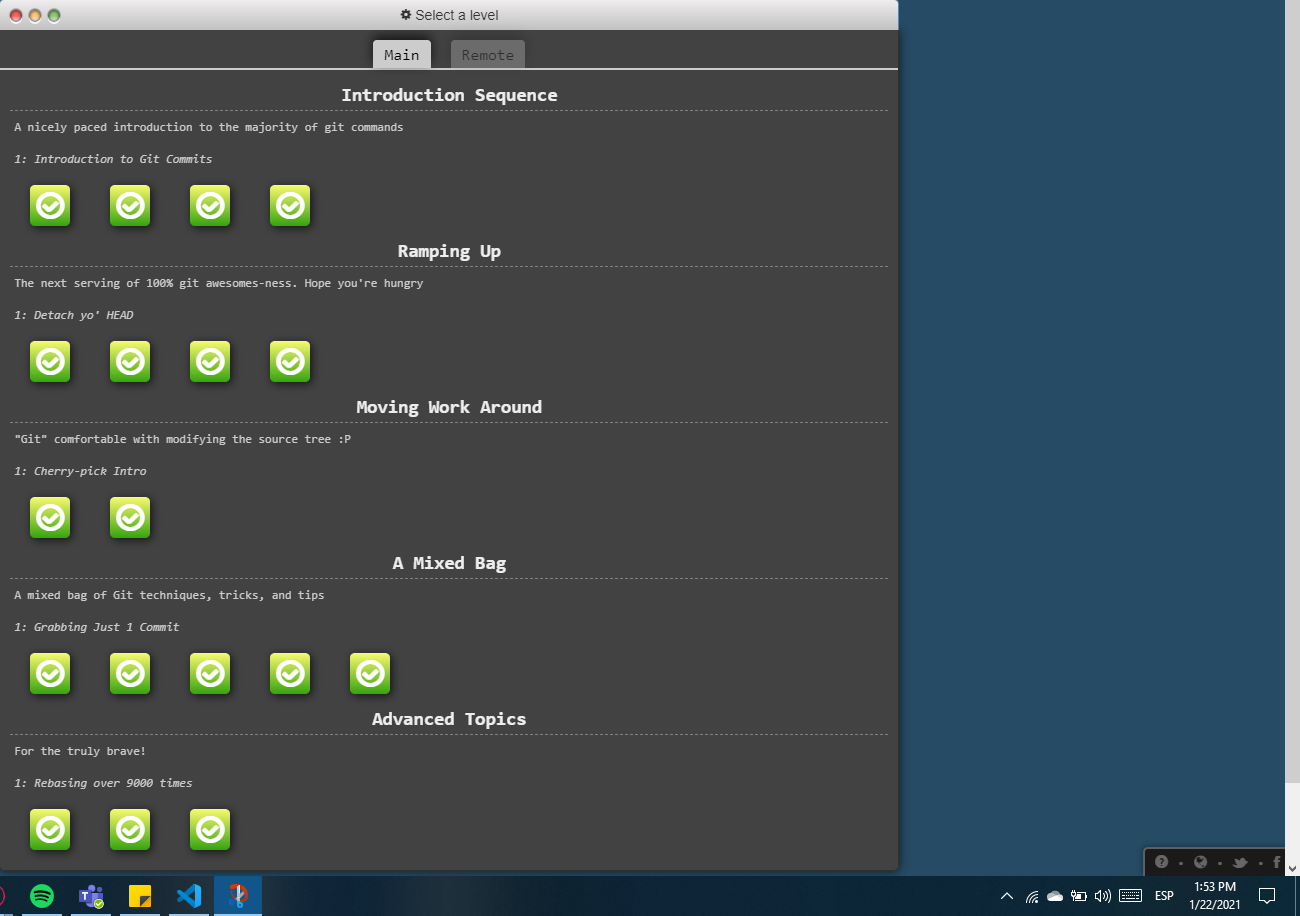 Select a level
Main
Remote
Introduction Sequence
A nicely paced introduction to the majority of git commands
1: Introduction to Git Commits
Ramping Up
The next serving of 100% git awesomes-ness. Hope you're hungry
1: Detach yo' HEAD
Moving Work Around
"Git" comfortable with modifying the source tree :P
1: Cherry-pick Intro
A Mixed Bag
A mixed bag of Git techniques, tricks, and tips
1: Grabbing Just 1 Commit
Advanced Topics
For the truly brave!
1: Rebasing over 9000 times
ESP
1:53 PM
1/22/2021